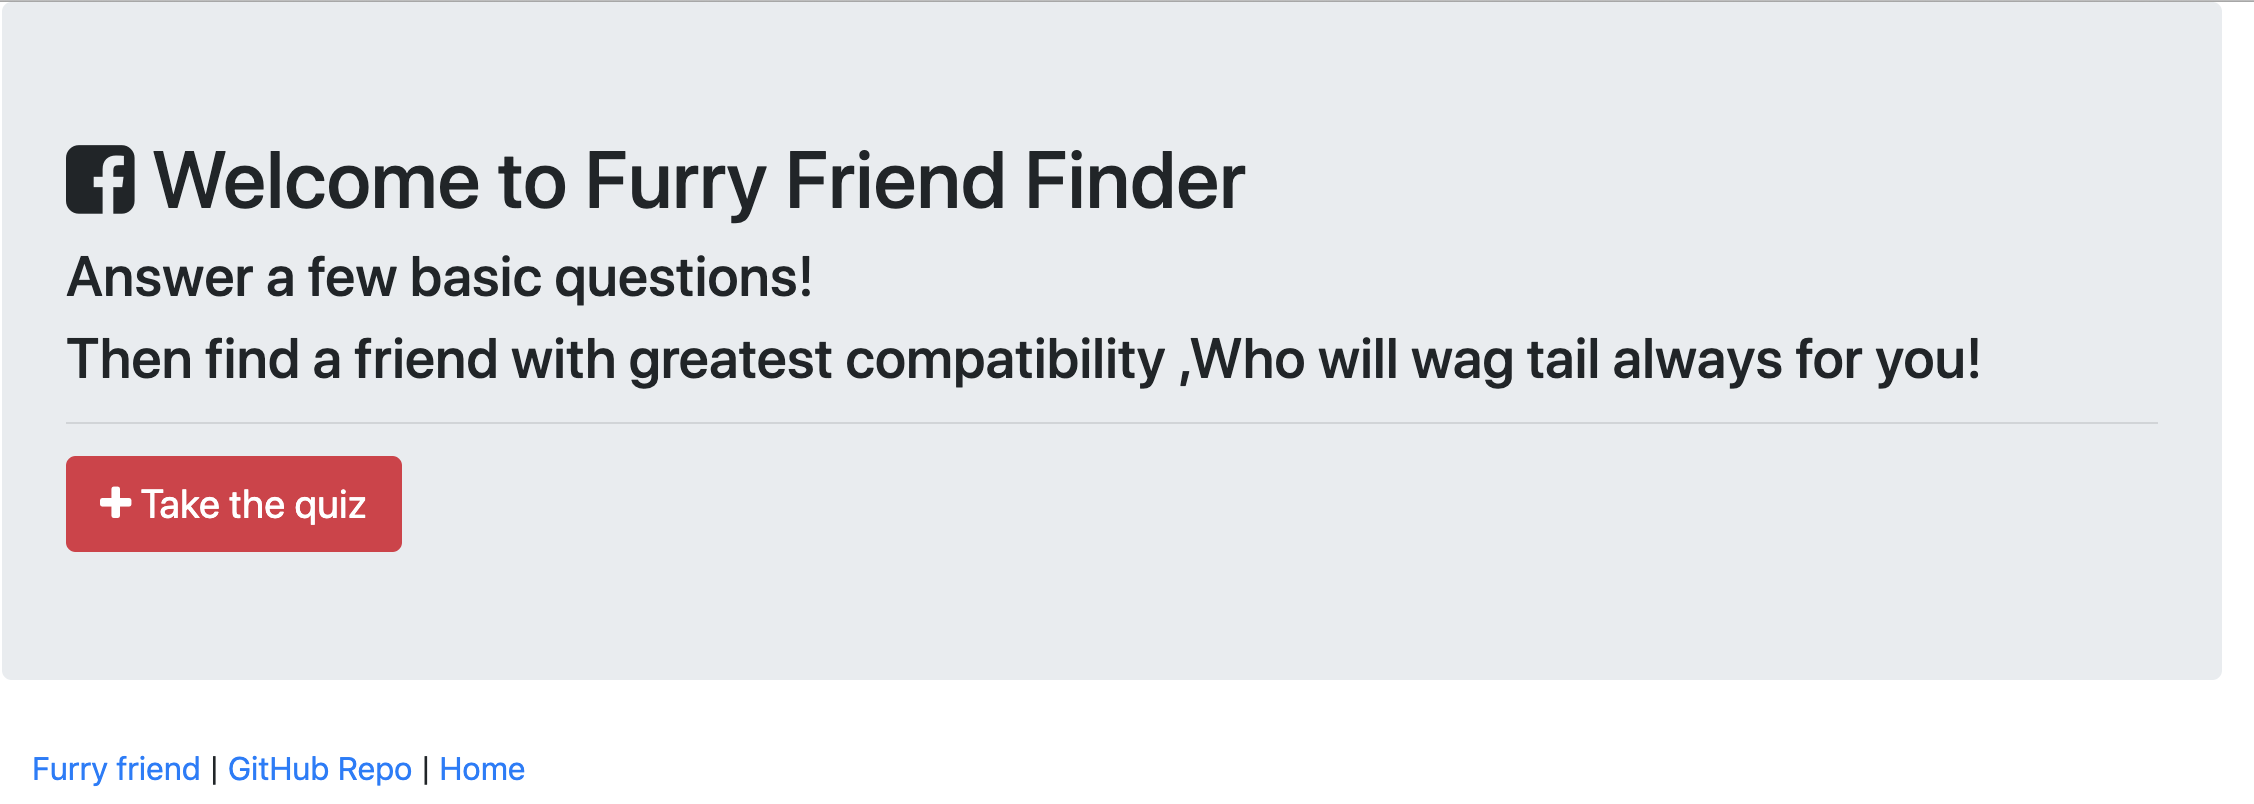 Welcome to Furry Friend Finder
Answer a few basic questions!
Then find a friend with greatest compatibility ,Who will wag tail always for you!
Take the quiz
Furry friend | GitHub Repo | Home